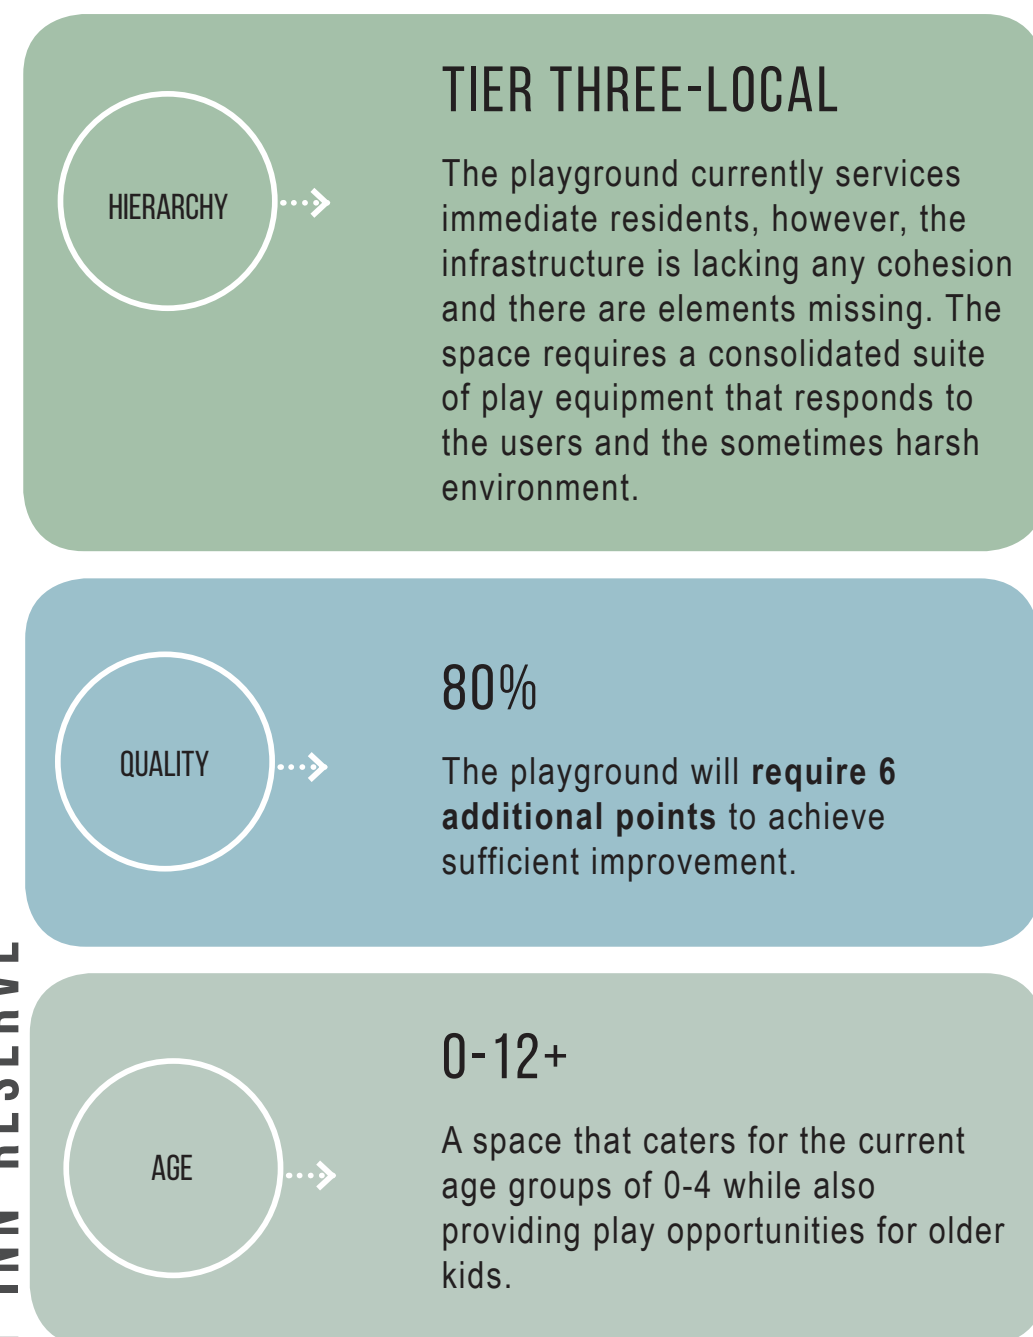 HIERARCHY
TIER THREE-LOCAL
The playground currently services
immediate residents, however, the
infrastructure is lacking any cohesion
and there are elements missing. The
space requires a consolidated suite
of play equipment that responds to
the users and the sometimes harsh
environment.
QUALITY
80%
The playground will require 6
additional points to achieve
sufficient improvement.
AGE
0-12+
A space that caters for the current
age groups of 0-4 while also
providing play opportunities for older
kids.
INN RESERVE